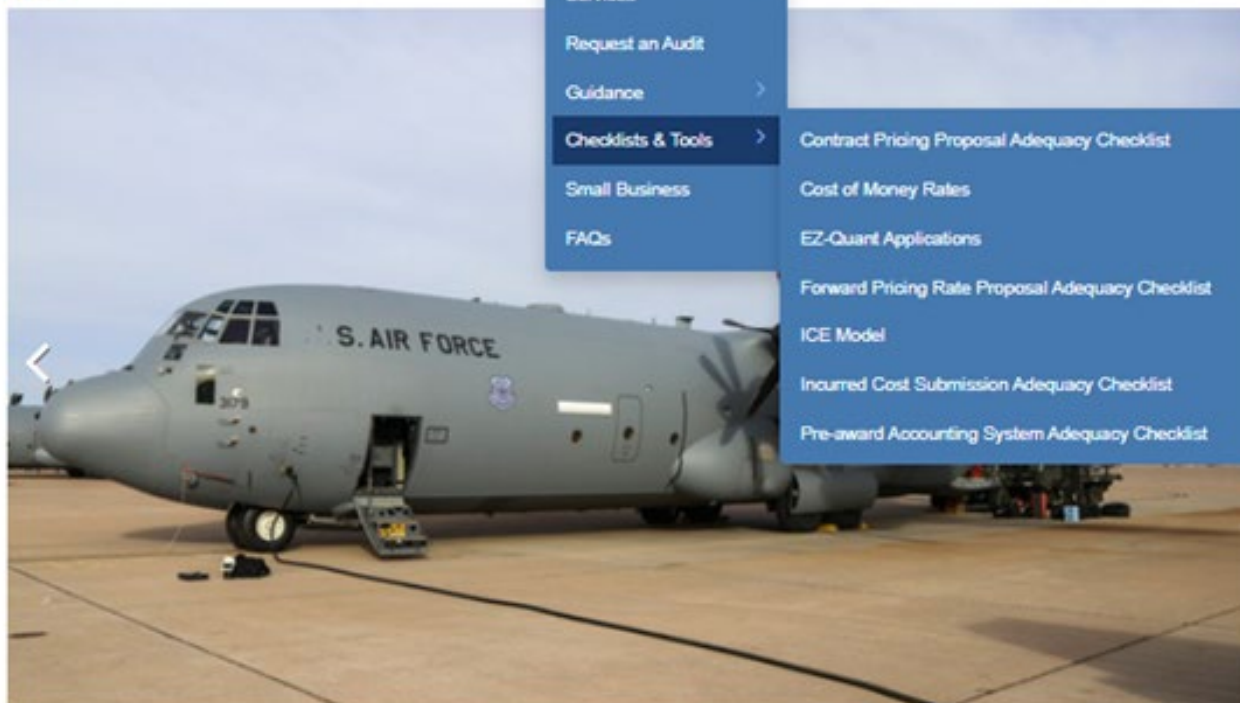 Request an Audit
Guidance
Checklists & Tools
Small Business
FAQs
Contract Pricing Proposal Adequacy Checklist
Cost of Money Rates
EZ-Quant Applications
Forward Pricing Rate Proposal Adequacy Checklist
ICE Model
Incurred Cost Submission Adequacy Checklist
Pre-award Accounting System Adequacy Checklist
S. AIR FORCE
3179